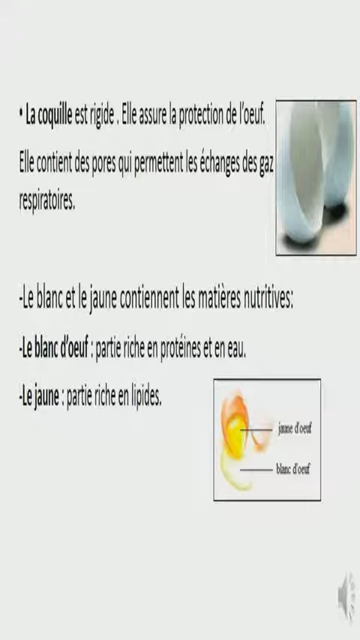 • La coquille est rigide . Elle assure la protection de l'oeuf.
Elle contient des pores qui permettent les échanges des gaz
respiratoires.
-Le blanc et le jaune contiennent les matières nutritives:
-Le blanc d'oeuf : partie riche en protéines et en eau.
-Le jaune : partie riche en lipides.
jaune d'oeuf
blanc d'oeuf